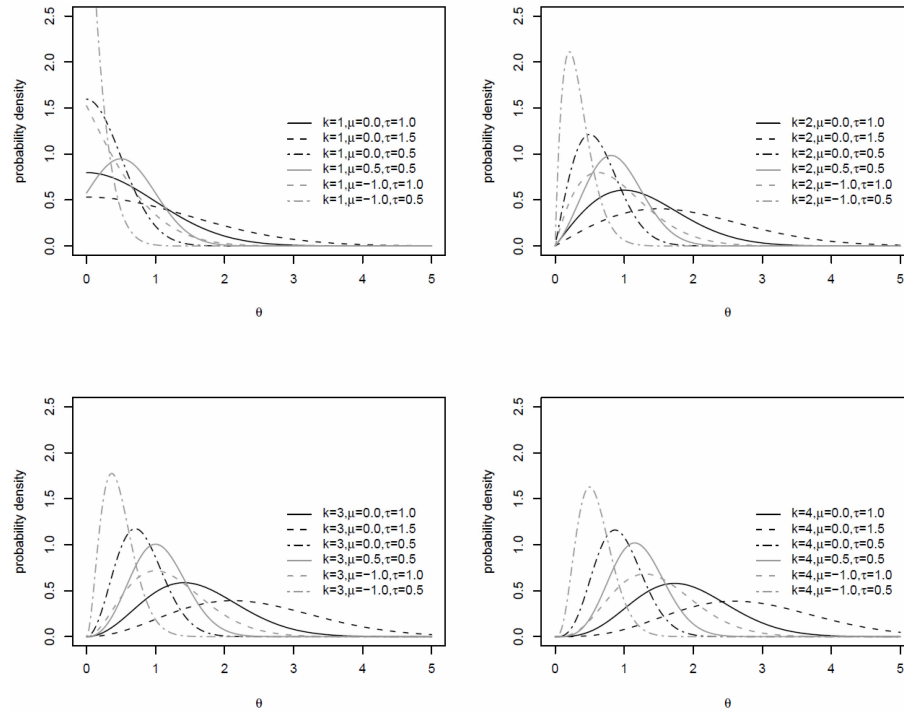 probability density
2.5
2.0
1.5
1.0
0.5
0.0
k=1,μ=0.0,τ=1.0
k=1,μ=0.0,τ=1.5
k=1,μ=0.0,τ=0.5
k=1,μ=0.5,τ=0.5
k=1,μ=−1.0,τ=1.0
k=1,μ=−1.0,τ=0.5
0 1 2 3 4 5
θ
probability density
2.5
2.0
1.5
1.0
0.5
0.0
k=2,μ=0.0,τ=1.0
k=2,μ=0.0,τ=1.5
k=2,μ=0.0,τ=0.5
k=2,μ=0.5,τ=0.5
k=2,μ=−1.0,τ=1.0
k=2,μ=−1.0,τ=0.5
0 1 2 3 4 5
θ
probability density
2.5
2.0
1.5
1.0
0.5
0.0
k=3,μ=0.0,τ=1.0
k=3,μ=0.0,τ=1.5
k=3,μ=0.0,τ=0.5
k=3,μ=0.5,τ=0.5
k=3,μ=−1.0,τ=1.0
k=3,μ=−1.0,τ=0.5
0 1 2 3 4 5
θ
probability density
2.5
2.0
1.5
1.0
0.5
0.0
k=4,μ=0.0,τ=1.0
k=4,μ=0.0,τ=1.5
k=4,μ=0.0,τ=0.5
k=4,μ=0.5,τ=0.5
k=4,μ=−1.0,τ=1.0
k=4,μ=−1.0,τ=0.5
0 1 2 3 4 5
θ